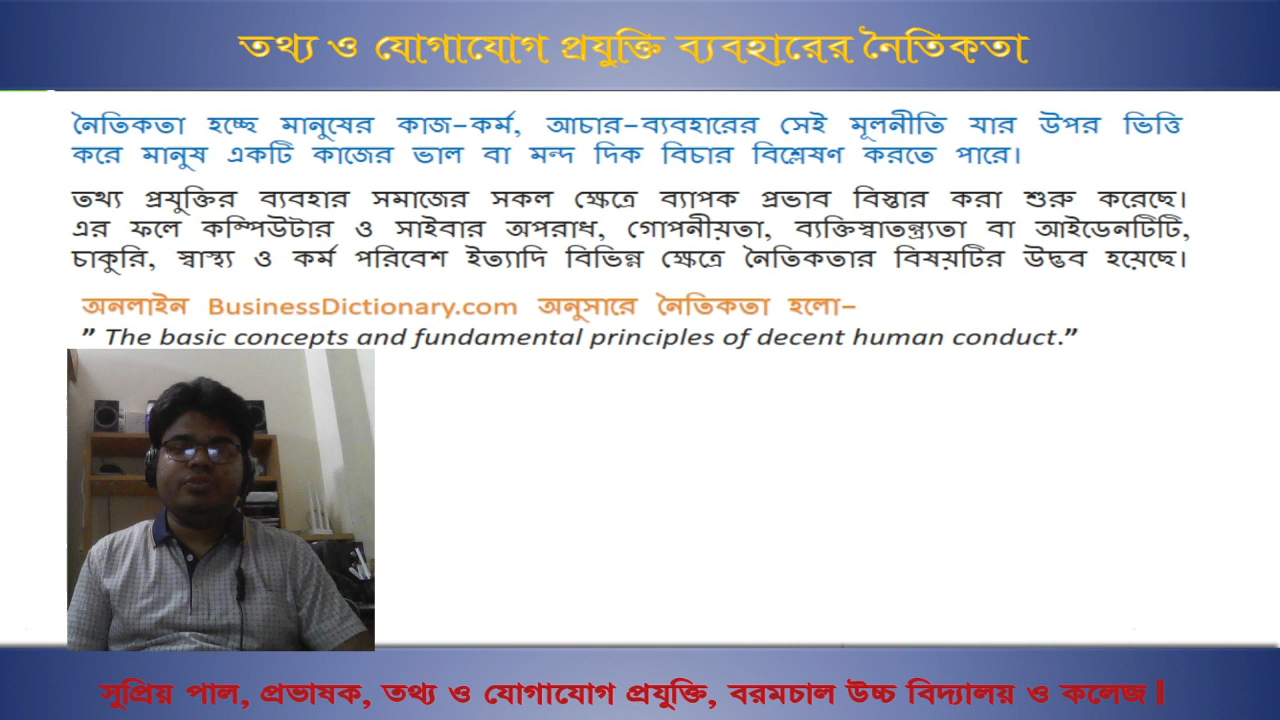 তথ্য ও যোগাযোগ প্রযুক্তি ব্যবহারের নৈতিকতা
নৈতিকতা হচ্ছে মানুষের কাজ-কর্ম, আচার-ব্যবহারের সেই মূলনীতি যার উপর ভিত্তি
করে মানুষ একটি কাজের ভাল বা মন্দ দিক বিচার বিশ্লেষণ করতে পারে।
তথ্য প্রযুক্তির ব্যবহার সমাজের সকল ক্ষেত্রে ব্যাপক প্রভাব বিস্তার করা শুরু করেছে।
এর ফলে কম্পিউটার ও সাইবার অপরাধ, গোপনীয়তা, ব্যক্তিস্বাতন্ত্র্যতা বা আইডেনটিটি,
চাকুরি, স্বাস্থ্য ও কর্ম পরিবেশ ইত্যাদি বিভিন্ন ক্ষেত্রে নৈতিকতার বিষয়টির উদ্ভব হয়েছে।
অনলাইন BusinessDictionary.com অনুসারে নৈতিকতা হলো-
” The basic concepts and fundamental principles of decent human conduct.”
সুপ্রিয় পাল, প্রভাষক, তথ্য ও যোগাযোগ প্রযুক্তি, বরমচাল উচ্চ বিদ্যালয় ও কলেজ।